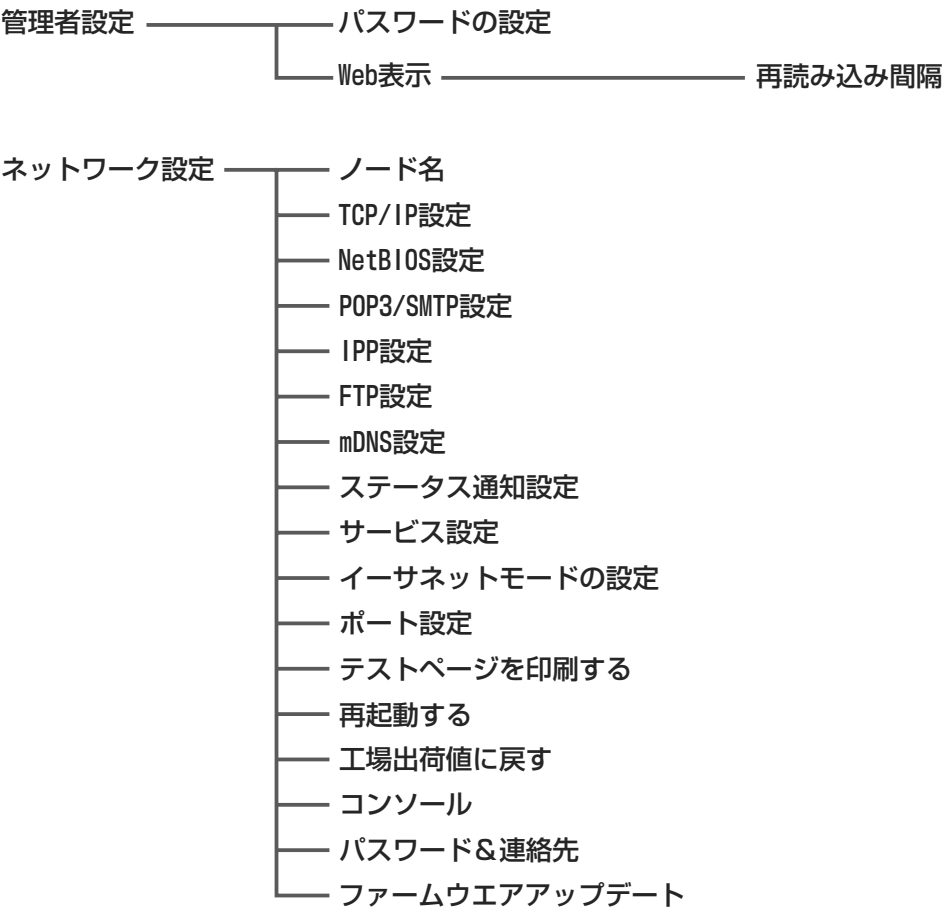 管理者設定 パスワードの設定
Web表示 再読み込み間隔
ネットワーク設定 ノード名
TCP/IP設定
NetBIOS設定
POP3/SMTP設定
IPP設定
FTP設定
mDNS設定
ステータス通知設定
サービス設定
イーサネットモードの設定
ポート設定
テストページを印刷する
再起動する
工場出荷値に戻す
コンソール
パスワード&連絡先
ファームウエアアップデート